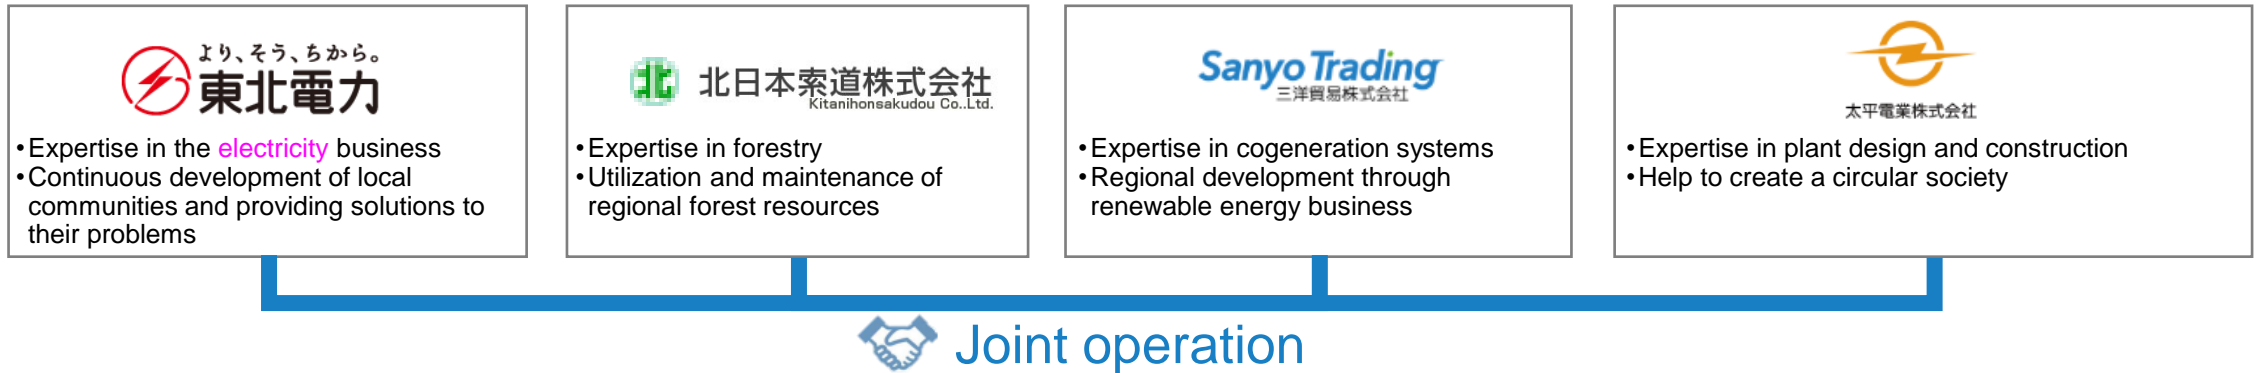 より、そう、ちから。
東北電力
•Expertise in the electricity business
•Continuous development of local
communities and providing solutions to
their problems
北
北日本索道株式会社
Kitanihonsakudou Co.,Ltd.
•Expertise in forestry
•Utilization and maintenance of
regional forest resources
Sanyo Trading
三洋貿易株式会社
•Expertise in cogeneration systems
•Regional development through
renewable energy business
太平電業株式会社
•Expertise in plant design and construction
•Help to create a circular society
Joint operation